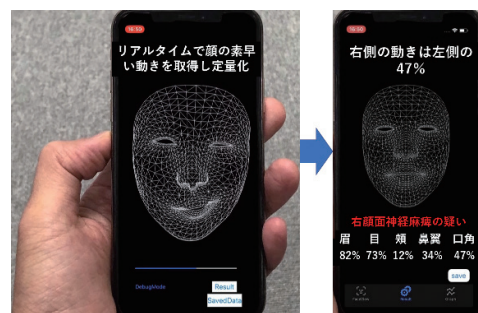 16:50
リアルタイムで顔の素早
い動きを取得し定量化
DebugMode
Result
SavedData
16:50
右側の動きは左側の
47%
右顔面神経麻痺の疑い
眉 目 頬 鼻翼 口角
82% 73% 12% 34% 47%
save